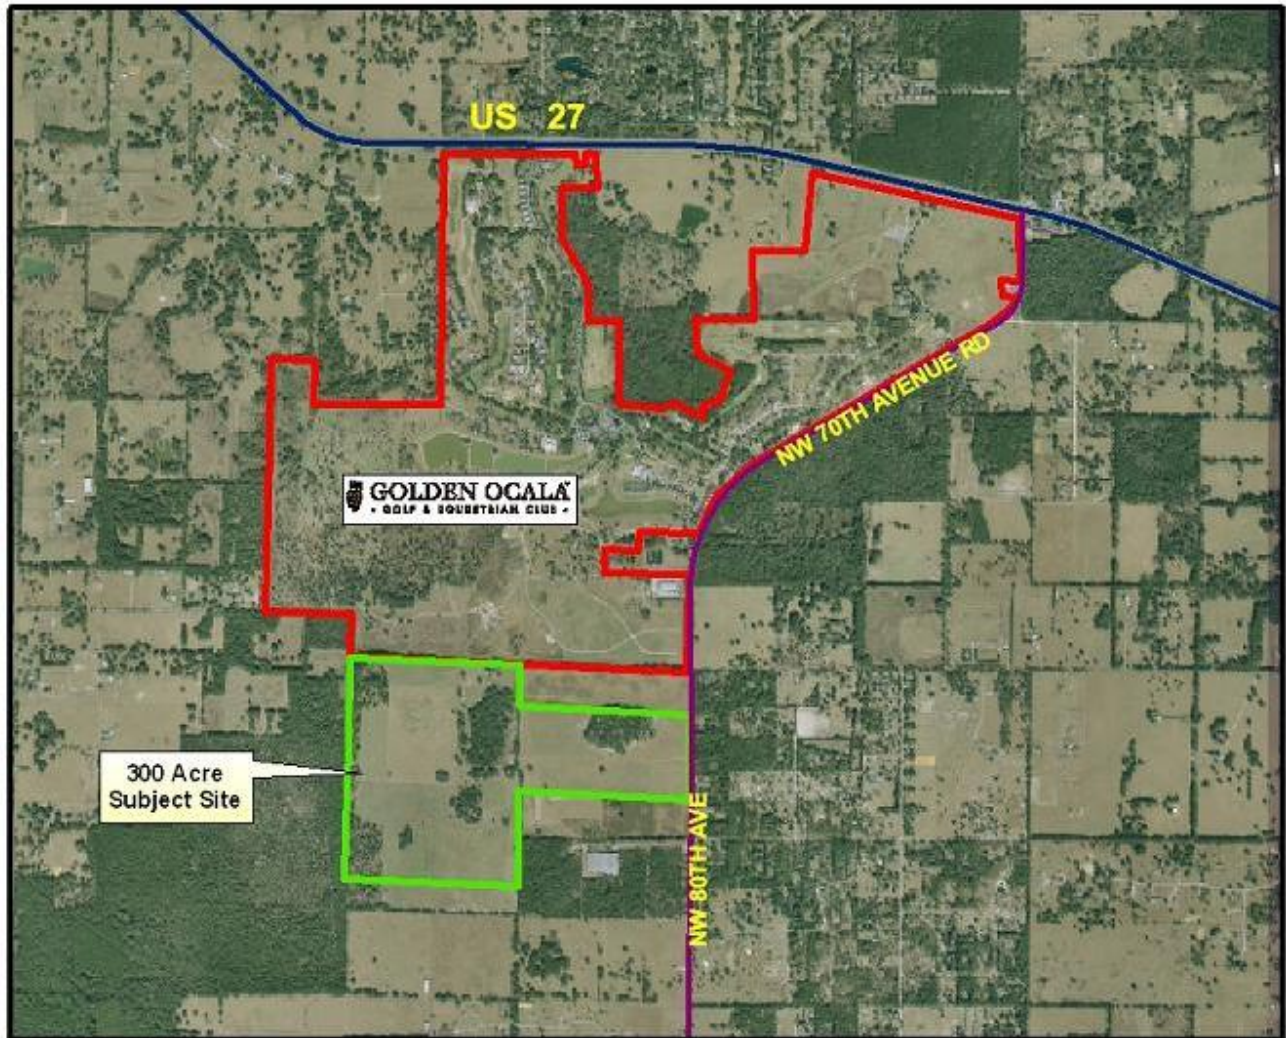 US 27
NW 70TH AVENUE RD
GOLDEN OCALA
- GOLF & EQUESTRIAN CLUB -
300 Acre
Subject Site
NW 80TH AVE